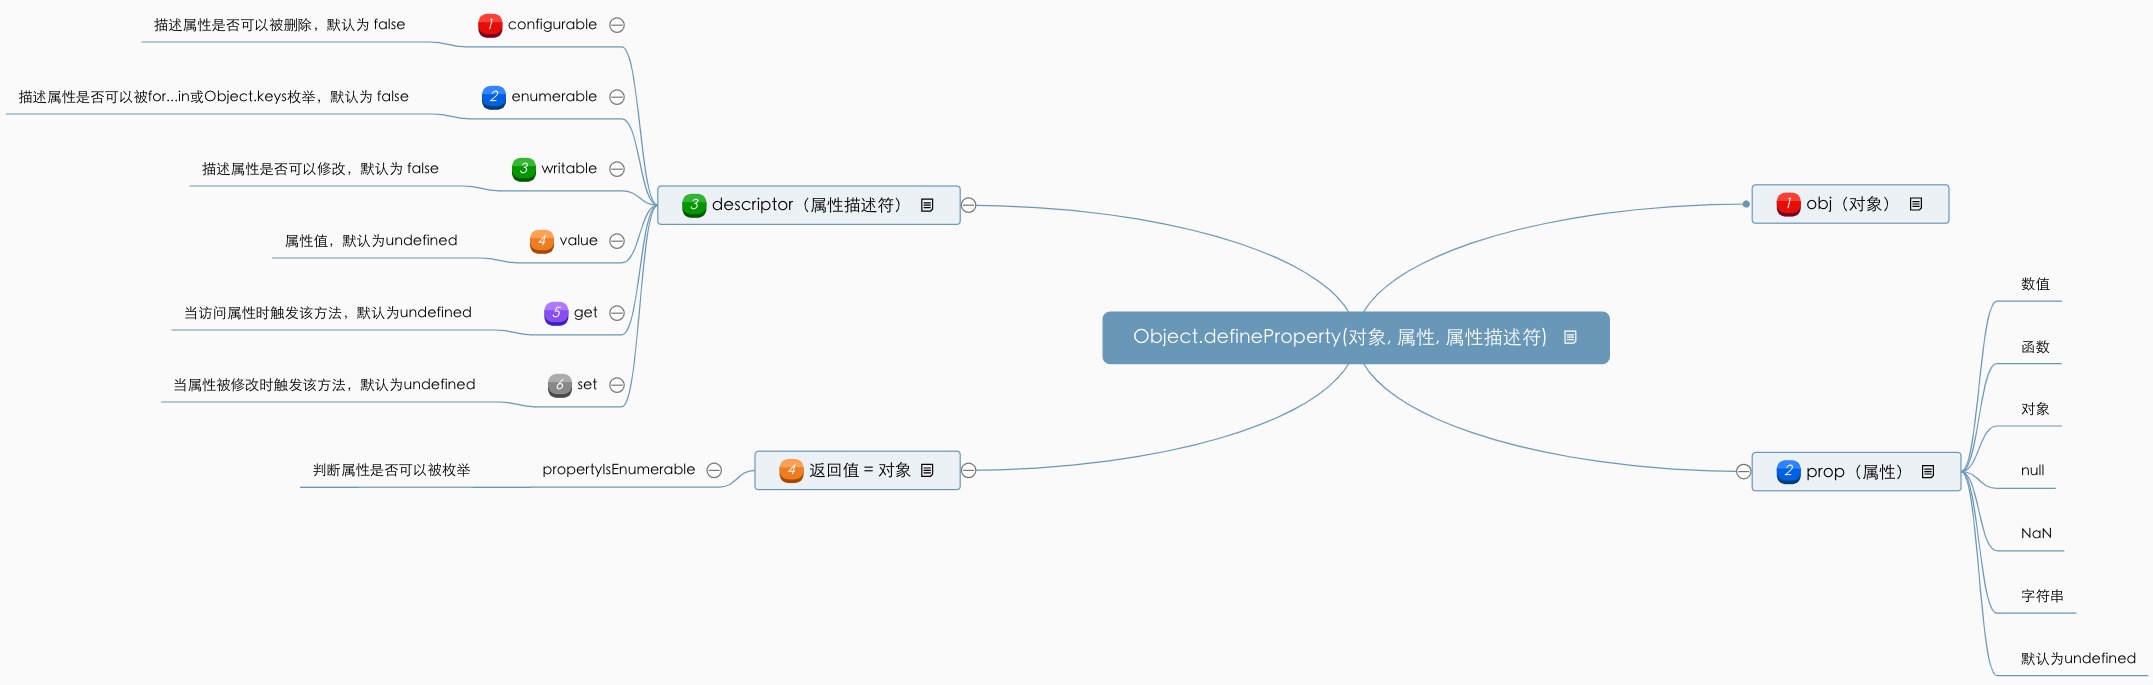 Object.defineProperty(对象, 属性, 属性描述符)
1 obj（对象）
2 prop（属性）
数值
函数
对象
null
NaN
字符串
默认为undefined
3 descriptor（属性描述符）
1 configurable
描述属性是否可以被删除，默认为 false
2 enumerable
描述属性是否可以被for...in或Object.keys枚举，默认为 false
3 writable
描述属性是否可以修改，默认为 false
4 value
属性值，默认为undefined
5 get
当访问属性时触发该方法，默认为undefined
6 set
当属性被修改时触发该方法，默认为undefined
4 返回值 = 对象
propertyIsEnumerable
判断属性是否可以被枚举